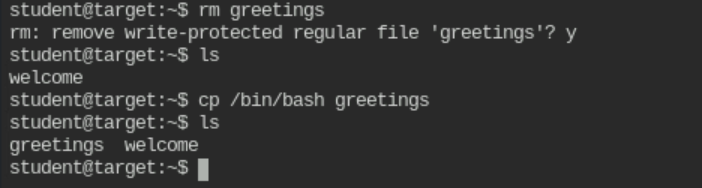 student@target:~$ rm greetings
rm: remove write-protected regular file 'greetings'? y
student@target:~$ ls
welcome
student@target:~$ cp /bin/bash greetings
student@target:~$ ls
greetings  welcome
student@target:~$